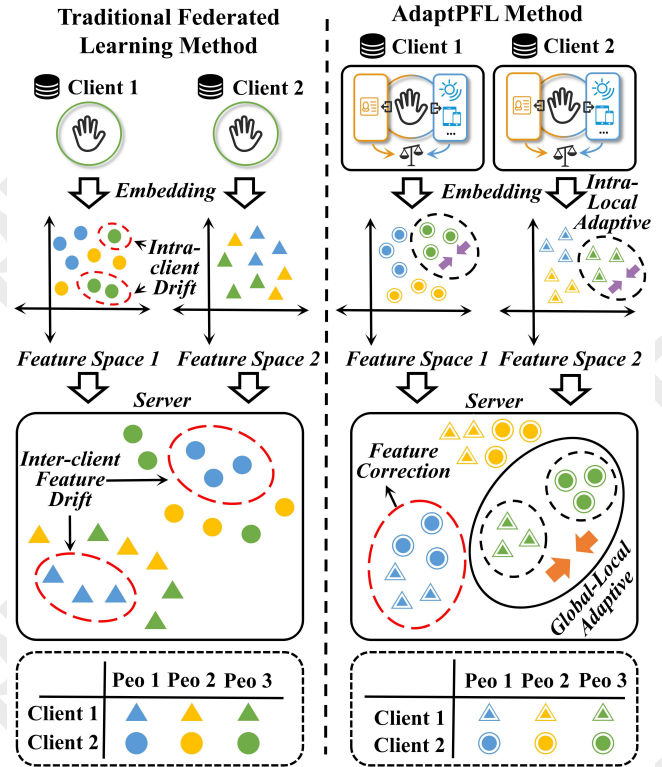 Traditional Federated
Learning Method
Client 1
Client 2
Embedding
Intra-
client
Drift
Feature Space 1
Feature Space 2
Server
Inter-client
Feature
Drift
Peo 1 Peo 2 Peo 3
Client 1
Client 2
AdaptPFL Method
Client 1
Client 2
...
...
Embedding
Intra-
Local
Adaptive
Feature Space 1
Feature Space 2
Server
Feature
Correction
Global-Local
Adaptive
Peo 1 Peo 2 Peo 3
Client 1
Client 2